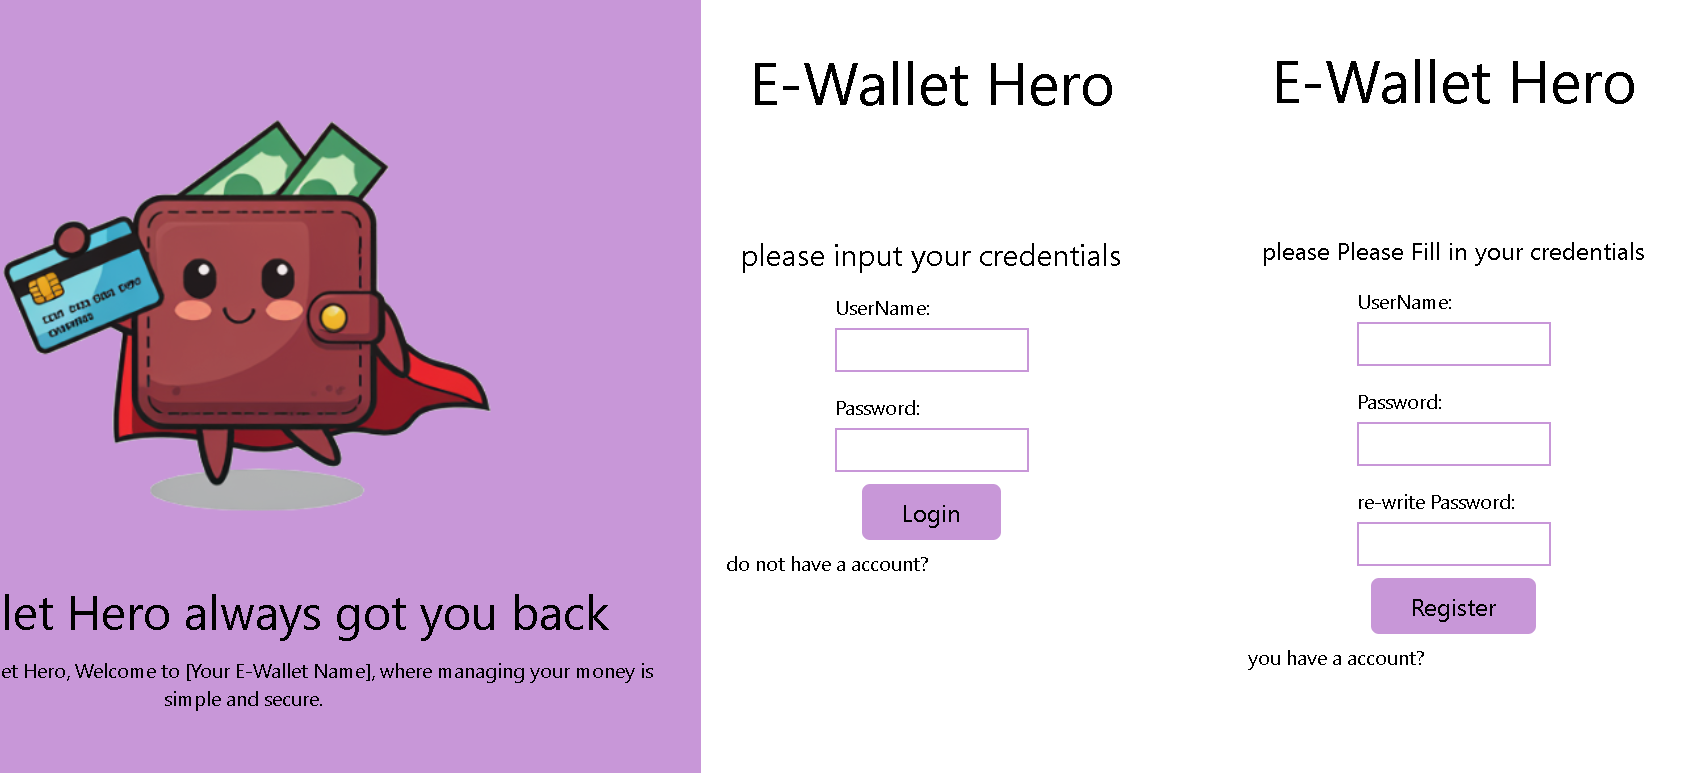 let Hero always got you back
et Hero, Welcome to [Your E-Wallet Name], where managing your money is
simple and secure.
E-Wallet Hero
please input your credentials
UserName:
Password:
Login
do not have a account?
E-Wallet Hero
please Please Fill in your credentials
UserName:
Password:
re-write Password:
Register
you have a account?